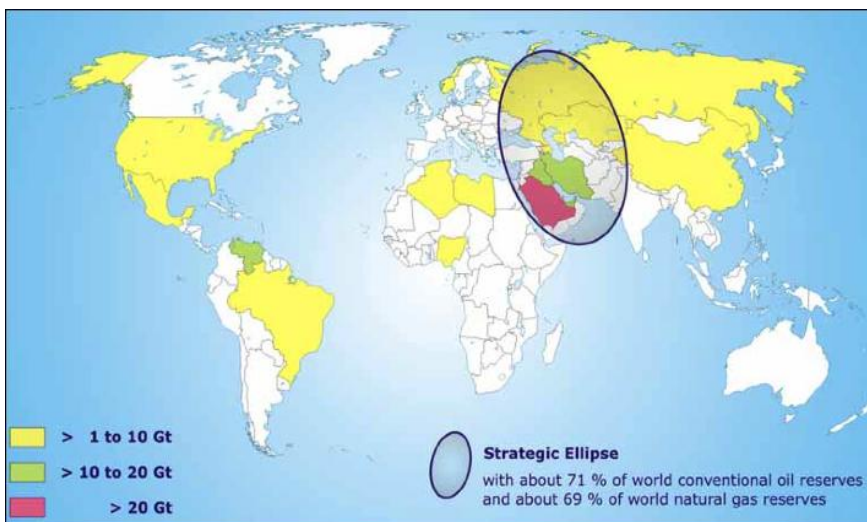 > 1 to 10 Gt
> 10 to 20 Gt
> 20 Gt
Strategic Ellipse
with about 71 % of world conventional oil reserves
and about 69 % of world natural gas reserves